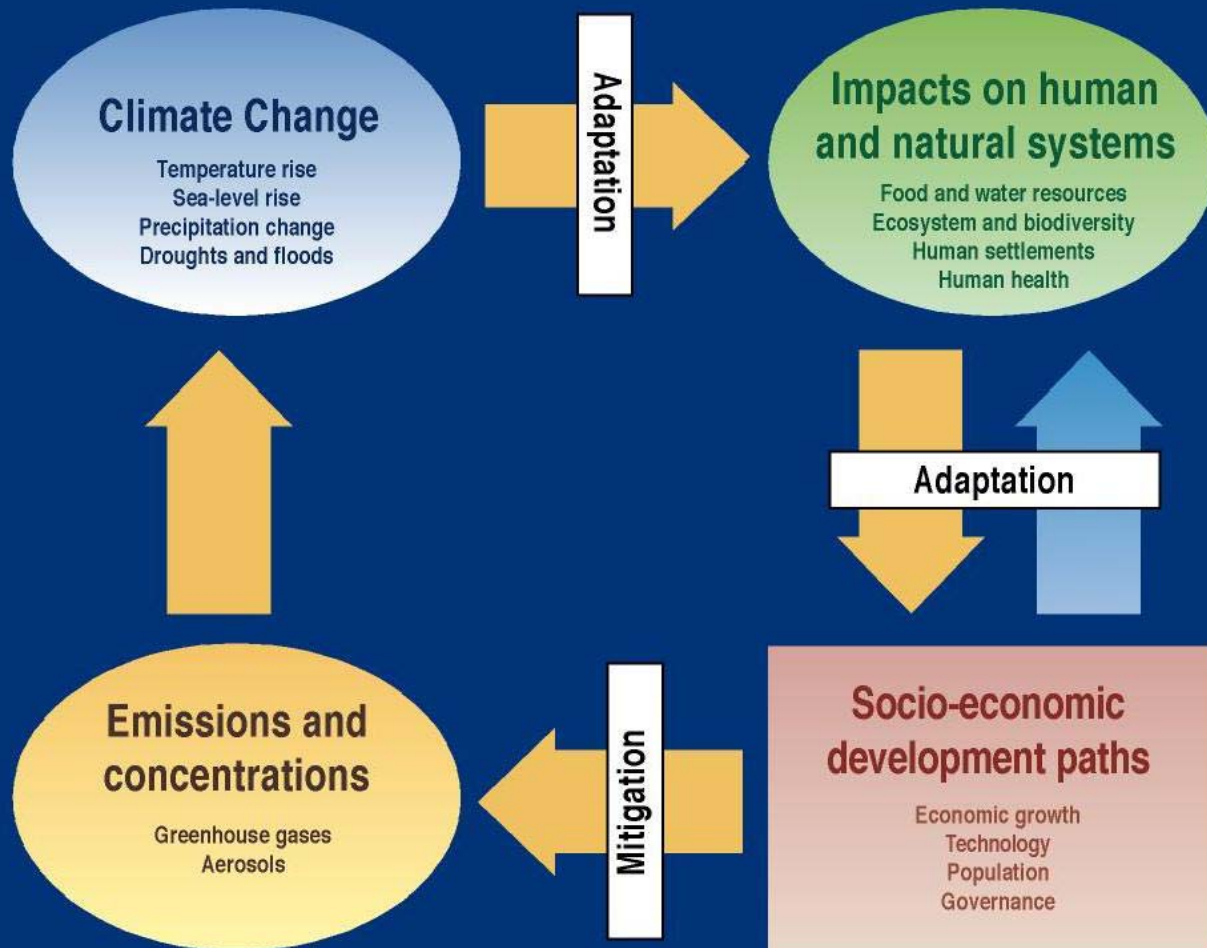 Climate Change
Temperature rise
Sea-level rise
Precipitation change
Droughts and floods
Adaptation
Impacts on human
and natural systems
Food and water resources
Ecosystem and biodiversity
Human settlements
Human health
Adaptation
Emissions and
concentrations
Greenhouse gases
Aerosols
Mitigation
Socio-economic
development paths
Economic growth
Technology
Population
Governance